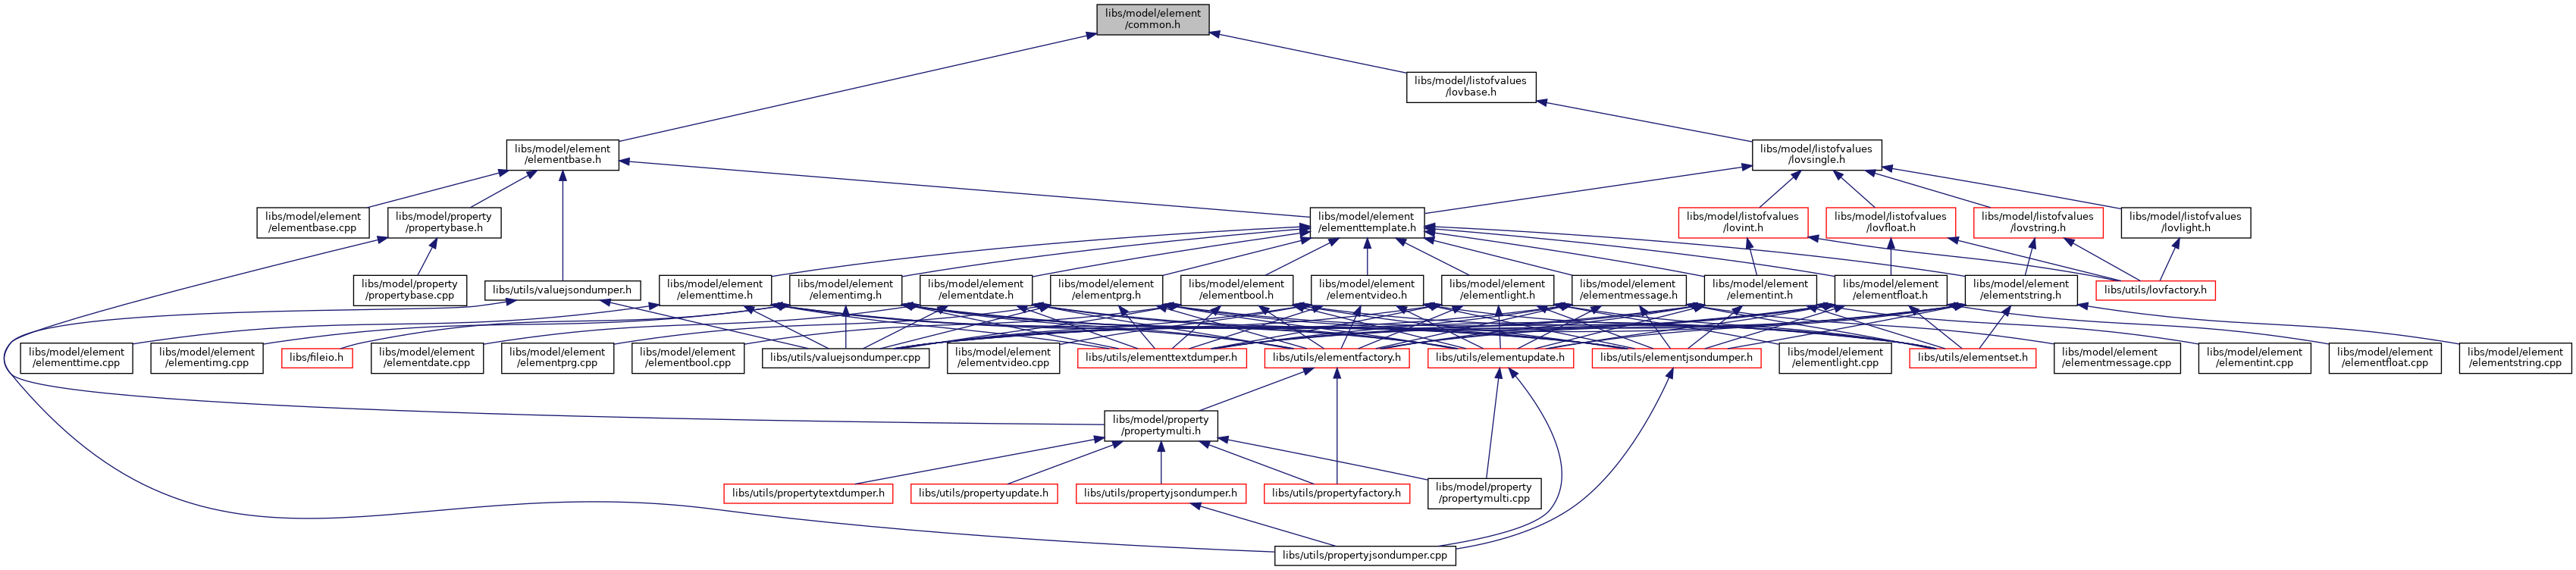 libs/model/element
/common.h
libs/model/listofvalues
/lovbase.h
libs/model/element
/elementbase.h
libs/model/listofvalues
/lovsingle.h
libs/model/element
/elementbase.cpp
libs/model/property
/propertybase.h
libs/model/element
/elementtemplate.h
libs/model/listofvalues
/lovint.h
libs/model/listofvalues
/lovfloat.h
libs/model/listofvalues
/lovstring.h
libs/model/listofvalues
/lovlight.h
libs/model/property
/propertybase.cpp
libs/utils/valuejsondumper.h
libs/model/element
/elementtime.h
libs/model/element
/elementimg.h
libs/model/element
/elementdate.h
libs/model/element
/elementprg.h
libs/model/element
/elementbool.h
libs/model/element
/elementvideo.h
libs/model/element
/elementlight.h
libs/model/element
/elementmessage.h
libs/model/element
/elementint.h
libs/model/element
/elementfloat.h
libs/model/element
/elementstring.h
libs/utils/lovfactory.h
libs/model/element
/elementtime.cpp
libs/model/element
/elementimg.cpp
libs/fileio.h
libs/model/element
/elementdate.cpp
libs/model/element
/elementprg.cpp
libs/model/element
/elementbool.cpp
libs/utils/valuejsondumper.cpp
libs/model/element
/elementvideo.cpp
libs/utils/elementtextdumper.h
libs/utils/elementfactory.h
libs/utils/elementupdate.h
libs/utils/elementjsondumper.h
libs/model/element
/elementlight.cpp
libs/utils/elementset.h
libs/model/element
/elementmessage.cpp
libs/model/element
/elementint.cpp
libs/model/element
/elementfloat.cpp
libs/model/element
/elementstring.cpp
libs/model/property
/propertymulti.h
libs/utils/propertytextdumper.h
libs/utils/propertyupdate.h
libs/utils/propertyjsondumper.h
libs/utils/propertyfactory.h
libs/model/property
/propertymulti.cpp
libs/utils/propertyjsondumper.cpp